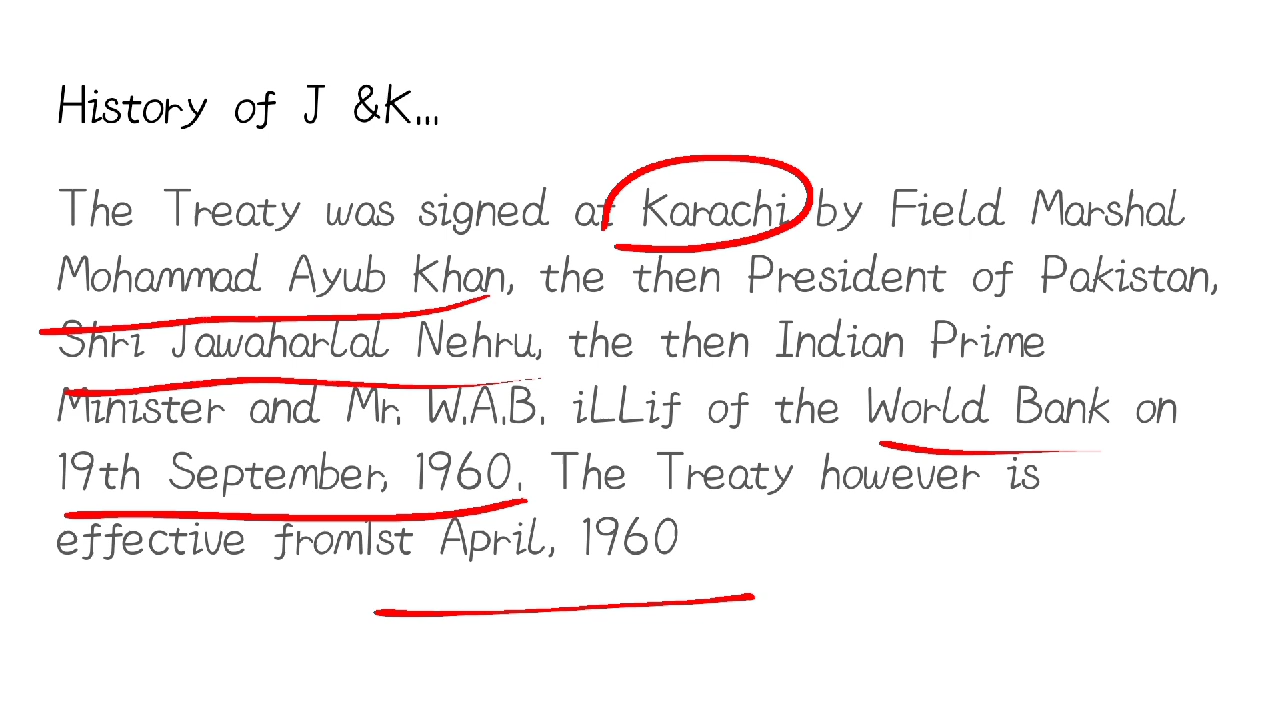 History of J &K...
The Treaty was signed at Karachi by Field Marshal
Mohammad Ayub Khan, the then President of Pakistan,
Shri Jawaharlal Nehru, the then Indian Prime
Minister and Mr. W.A.B. iLLif of the World Bank on
19th September, 1960. The Treaty however is
effective from1st April, 1960